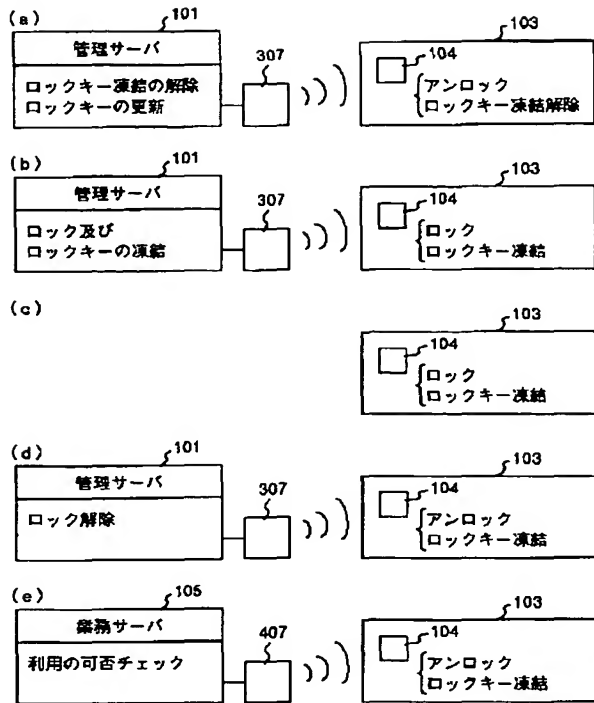 (a)
101
管理サーバ
ロックキー凍結の解除
ロックキーの更新
307
103
104
アンロック
ロックキー凍結解除
(b)
101
管理サーバ
ロック及び
ロックキーの凍結
307
103
104
ロック
ロックキー凍結
(c)
103
104
ロック
ロックキー凍結
(d)
101
管理サーバ
ロック解除
307
103
104
アンロック
ロックキー凍結
(e)
105
業務サーバ
利用の可否チェック
407
103
104
アンロック
ロックキー凍結